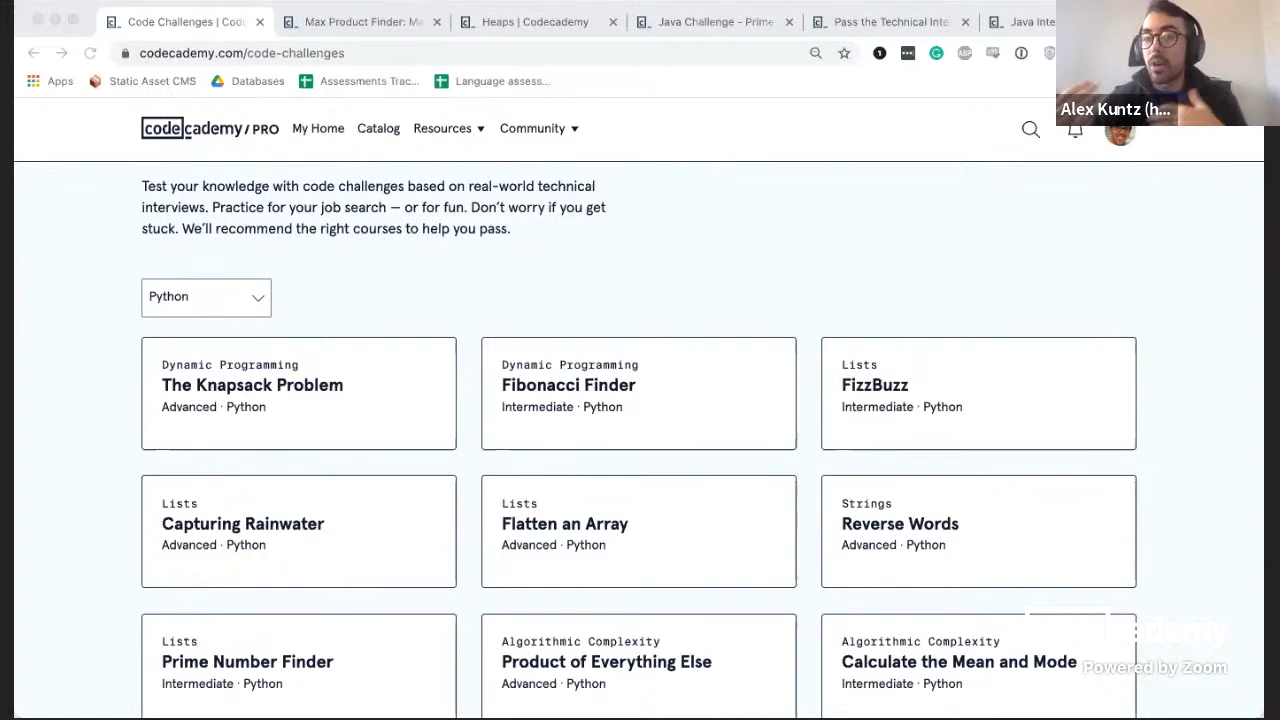 Code Challenges | Cod
Max Product Finder: Ma
Heaps | Codecademy
Java Challenge - Prime
Pass the Technical Inte
Java Inte
codecademy.com/code-challenges
Apps
Static Asset CMS
Databases
Assessments Trac...
Language assess...
Alex Kuntz (h...
codecademy / PRO
My Home
Catalog
Resources
Community
Test your knowledge with code challenges based on real-world technical
interviews. Practice for your job search — or for fun. Don't worry if you get
stuck. We'll recommend the right courses to help you pass.
Python
Dynamic Programming
The Knapsack Problem
Advanced · Python
Dynamic Programming
Fibonacci Finder
Intermediate · Python
Lists
FizzBuzz
Intermediate · Python
Lists
Capturing Rainwater
Advanced · Python
Lists
Flatten an Array
Advanced · Python
Strings
Reverse Words
Advanced · Python
Lists
Prime Number Finder
Intermediate · Python
Algorithmic Complexity
Product of Everything Else
Advanced · Python
Algorithmic Complexity
Calculate the Mean and Mode
Intermediate · Python
Powered by Zoom